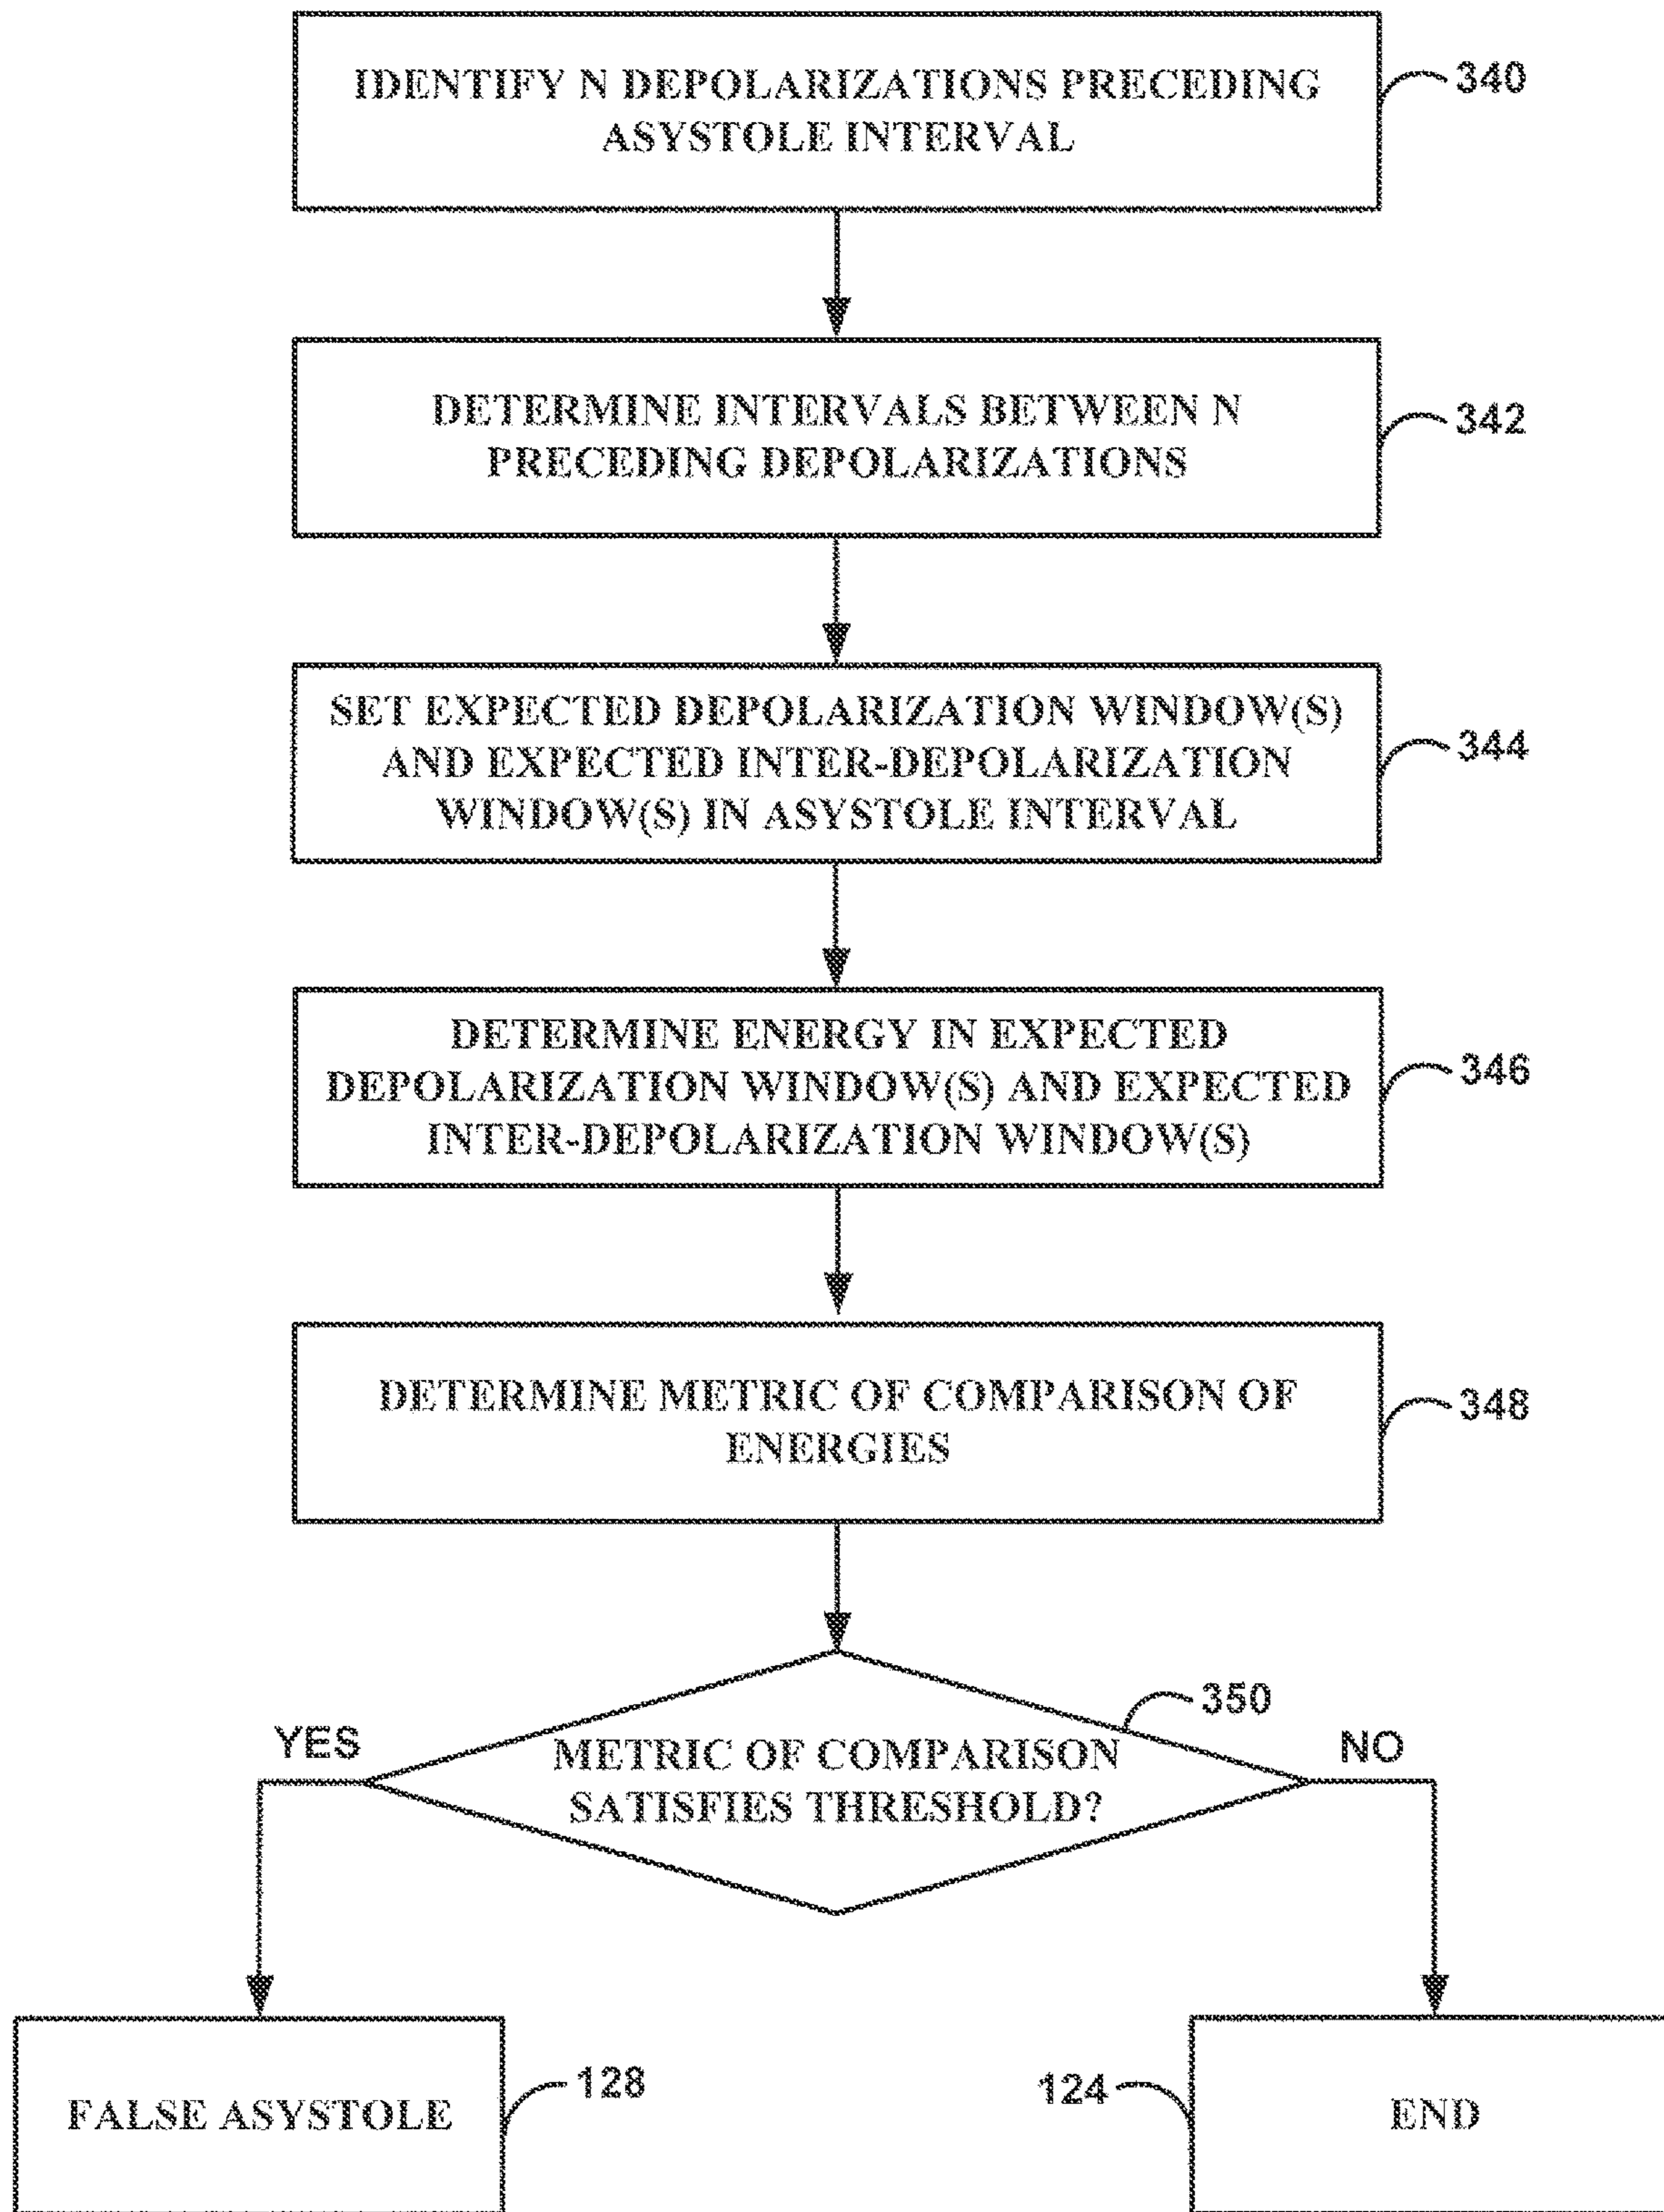 IDENTIFY N DEPOLARIZATIONS PRECEDING
ASYSTOLE INTERVAL
340
DETERMINE INTERVALS BETWEEN N
PRECEDING DEPOLARIZATIONS
342
SET EXPECTED DEPOLARIZATION WINDOW(S)
AND EXPECTED INTER-DEPOLARIZATION
WINDOW(S) IN ASYSTOLE INTERVAL
344
DETERMINE ENERGY IN EXPECTED
DEPOLARIZATION WINDOW(S) AND EXPECTED
INTER-DEPOLARIZATION WINDOW(S)
346
DETERMINE METRIC OF COMPARISON OF
ENERGIES
348
350
YES
METRIC OF COMPARISON
SATISFIES THRESHOLD?
NO
FALSE ASYSTOLE
128
124
END